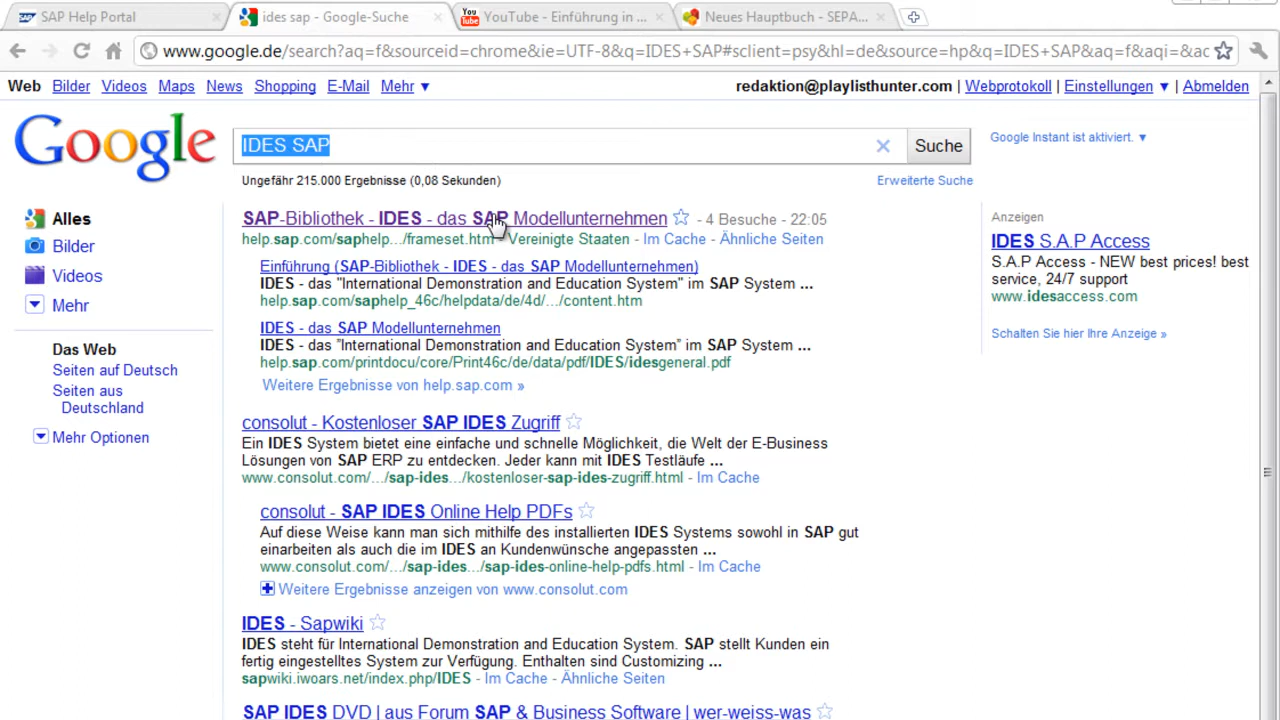 SAP Help Portal
ides sap - Google-Suche
You Tube
YouTube - Einführung in ...
Neues Hauptbuch - SEPA...
www.google.de/search?aq=f&sourceid=chrome&ie=UTF-8&q=IDES+SAP#sclient=psy&hl=de&source=hp&q=IDES+SAP&aq=f&aqi=&ac
Web Bilder Videos Maps News Shopping E-Mail Mehr ▼
redaktion@playlisthunter.com | Webprotokoll | Einstellungen ▼ | Abmelden
Google
IDES SAP
Suche
Google Instant ist aktiviert. ▼
Ungefähr 215.000 Ergebnisse (0,08 Sekunden)
Erweiterte Suche
Alles
Bilder
Videos
Mehr
Das Web
Seiten auf Deutsch
Seiten aus
Deutschland
Mehr Optionen
SAP-Bibliothek - IDES - das SAP Modellunternehmen - 4 Besuche - 22:05
help.sap.com/saphelp.../frameset.htm - Vereinigte Staaten - Im Cache - Ähnliche Seiten
Einführung (SAP-Bibliothek - IDES - das SAP Modellunternehmen)
IDES - das "International Demonstration and Education System" im SAP System ...
help.sap.com/saphelp_46c/helpdata/de/4d/.../content.htm
IDES - das SAP Modellunternehmen
IDES - das "International Demonstration and Education System" im SAP System ...
help.sap.com/printdocu/core/Print46c/de/data/pdf/IDES/idesgeneral.pdf
Weitere Ergebnisse von help.sap.com »
consolut - Kostenloser SAP IDES Zugriff
Ein IDES System bietet eine einfache und schnelle Möglichkeit, die Welt der E-Business
Lösungen von SAP ERP zu entdecken. Jeder kann mit IDES Testläufe ...
www.consolut.com/.../sap-ides.../kostenloser-sap-ides-zugriff.html - Im Cache
consolut - SAP IDES Online Help PDFs
Auf diese Weise kann man sich mithilfe des installierten IDES Systems sowohl in SAP gut
einarbeiten als auch die im IDES an Kundenwünsche angepassten ...
www.consolut.com/.../sap-ides.../sap-ides-online-help-pdfs.html - Im Cache
Weitere Ergebnisse anzeigen von www.consolut.com
IDES - Sapwiki
IDES steht für International Demonstration and Education System. SAP stellt Kunden ein
fertig eingestelltes System zur Verfügung. Enthalten sind Customizing ...
sapwiki.iwoars.net/index.php/IDES - Im Cache - Ähnliche Seiten
SAP IDES DVD | aus Forum SAP & Business Software | wer-weiss-was
Anzeigen
IDES S.A.P Access
S.A.P Access - NEW best prices! best
service, 24/7 support
www.idesaccess.com
Schalten Sie hier Ihre Anzeige »